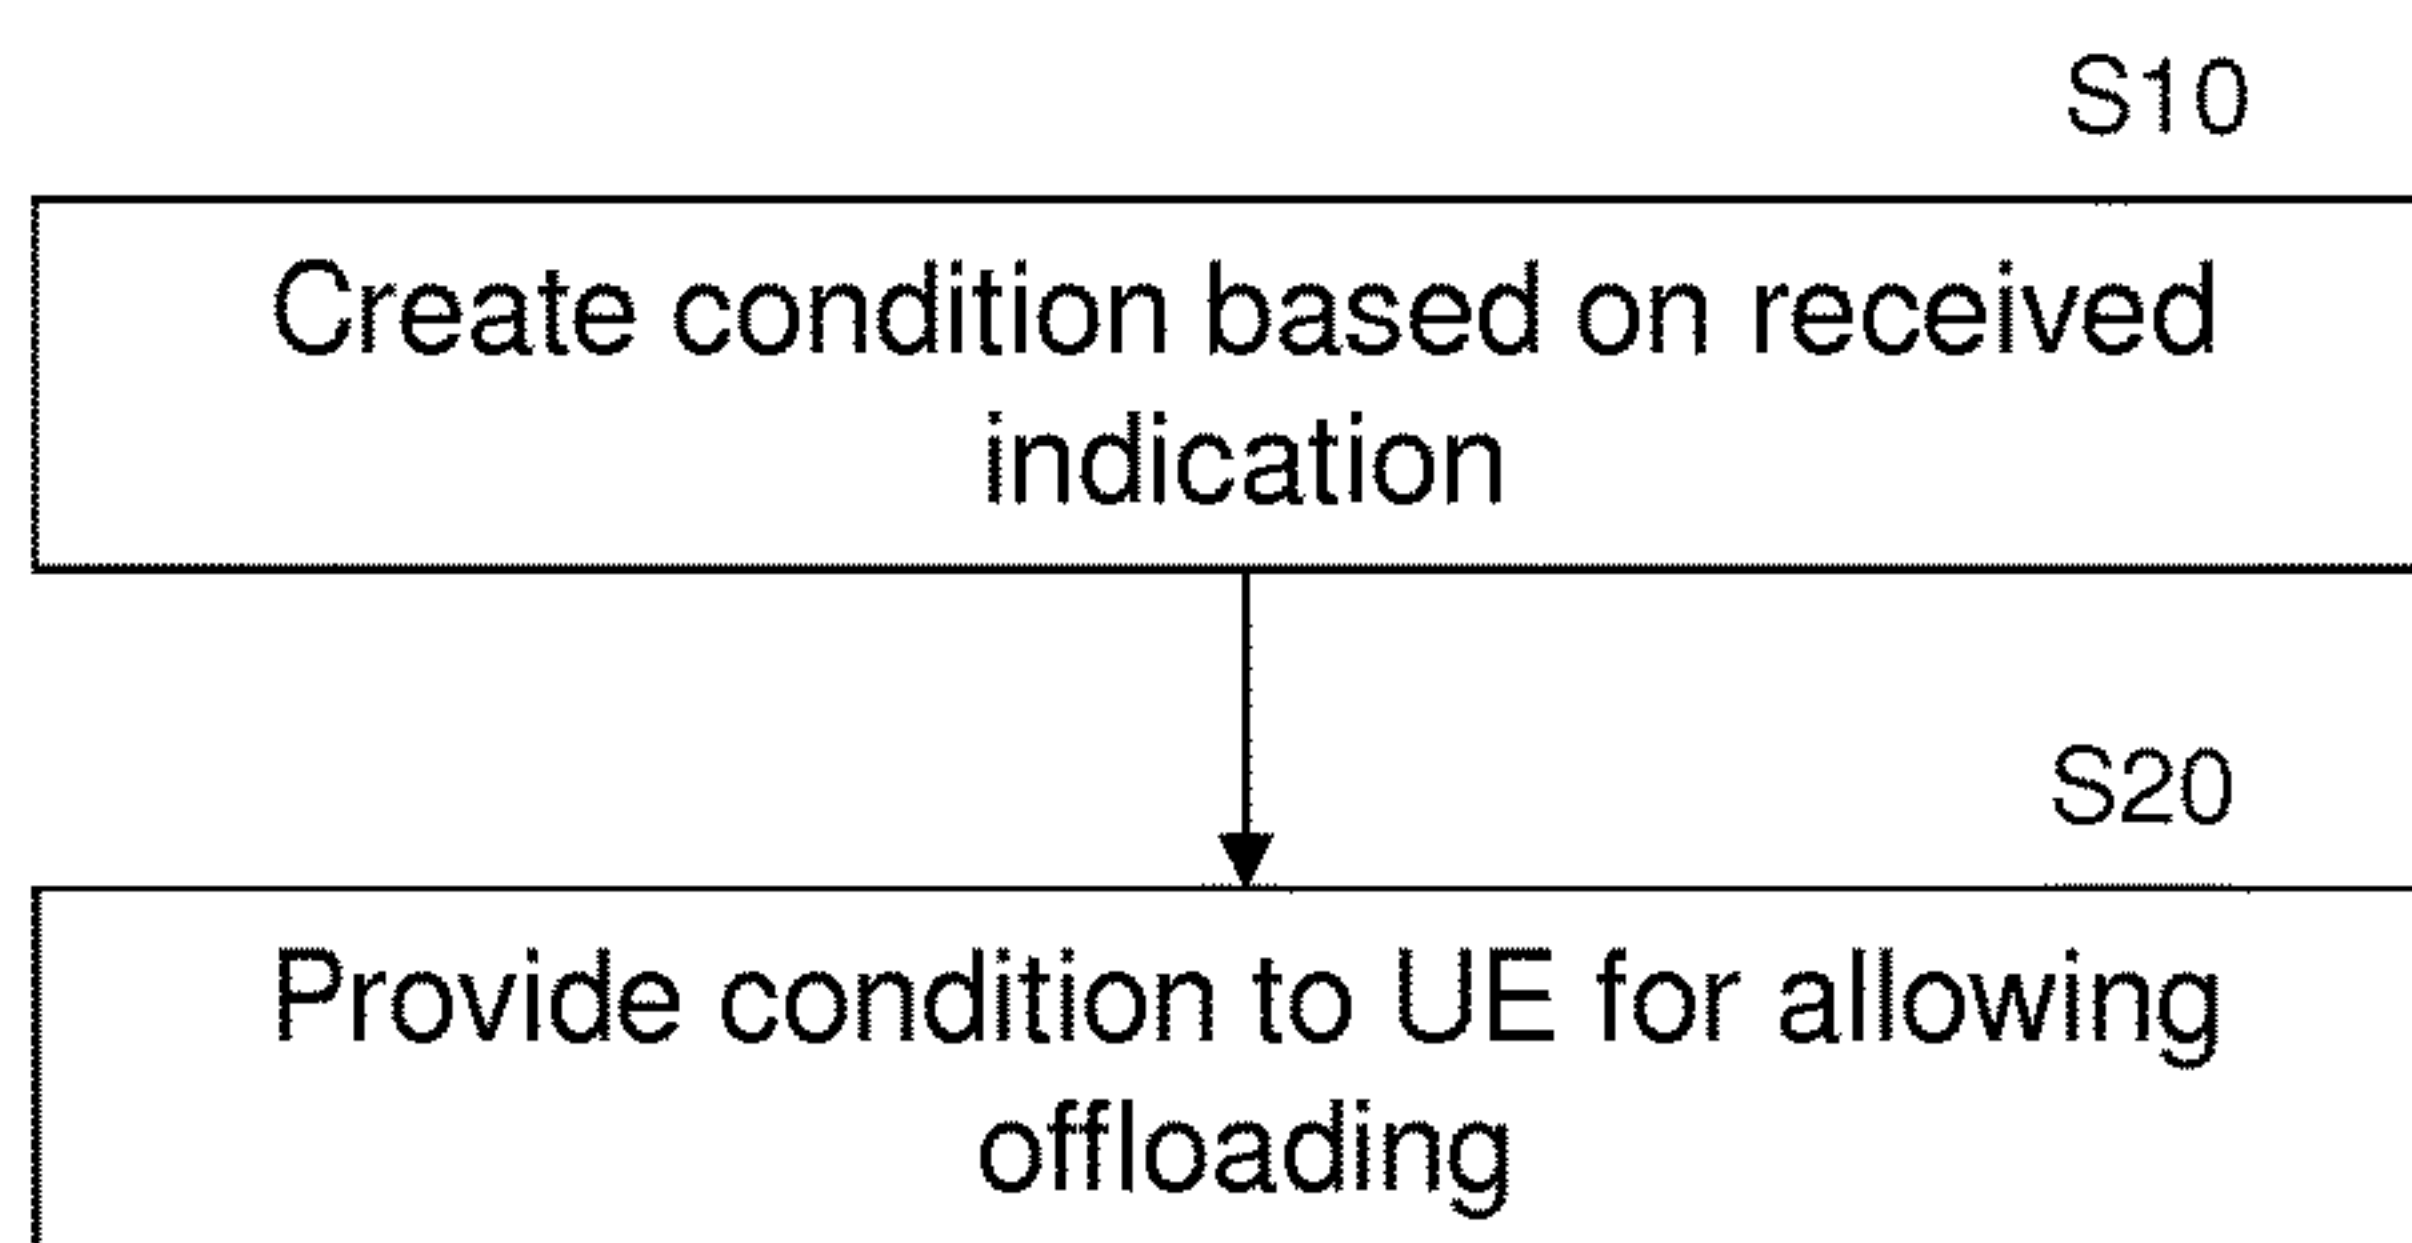 S10
Create condition based on received
indication
S20
Provide condition to UE for allowing
offloading